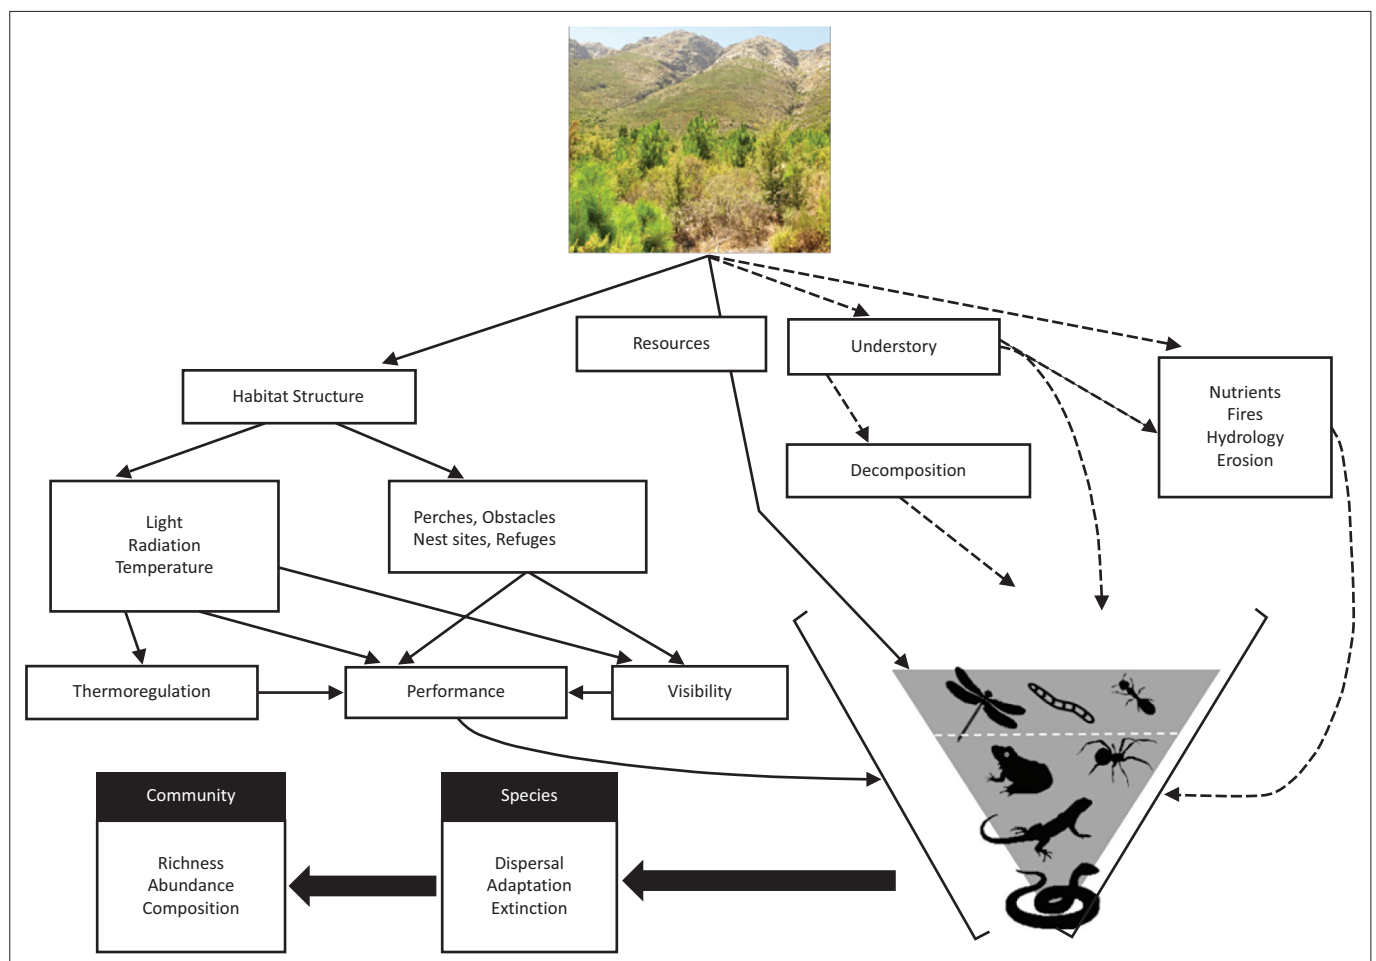 Resources
Understory
Habitat Structure
Nutrients
Fires
Hydrology
Erosion
Decomposition
Light
Radiation
Temperature
Perches, Obstacles
Nest sites, Refuges
Thermoregulation
Performance
Visibility
Community
Richness
Abundance
Composition
Species
Dispersal
Adaptation
Extinction